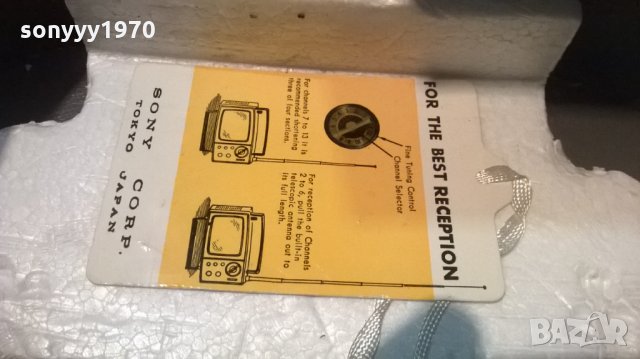 sonyyy1970
FOR THE BEST RECEPTION
Fine Tuning Control
Channel Selector
For channels 7 to 13 it is
recommended shortering
three of four sections.
For reception of Channels
2 to 6, pull the built-in
telescopic antenna out to
its full length.
SONY CORP.
TOKYO JAPAN
BAZAR